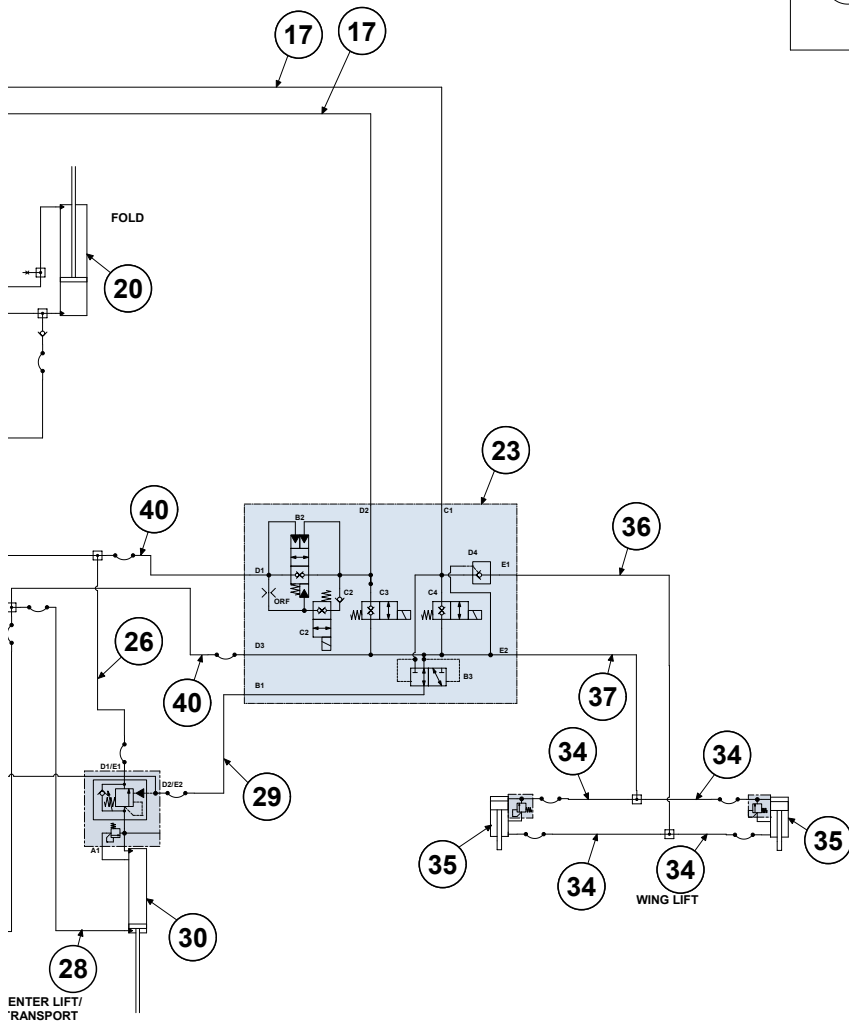 17
17
FOLD
20
23
40
D2
C1
B2
D4
E1
36
D1
ORF
C2
C3
C4
C2
26
D3
E2
B3
40
B1
37
D1/E1
D2/E2
29
34
34
A1
35
35
34
34
WING LIFT
30
28
ENTER LIFT/
RANSPORT